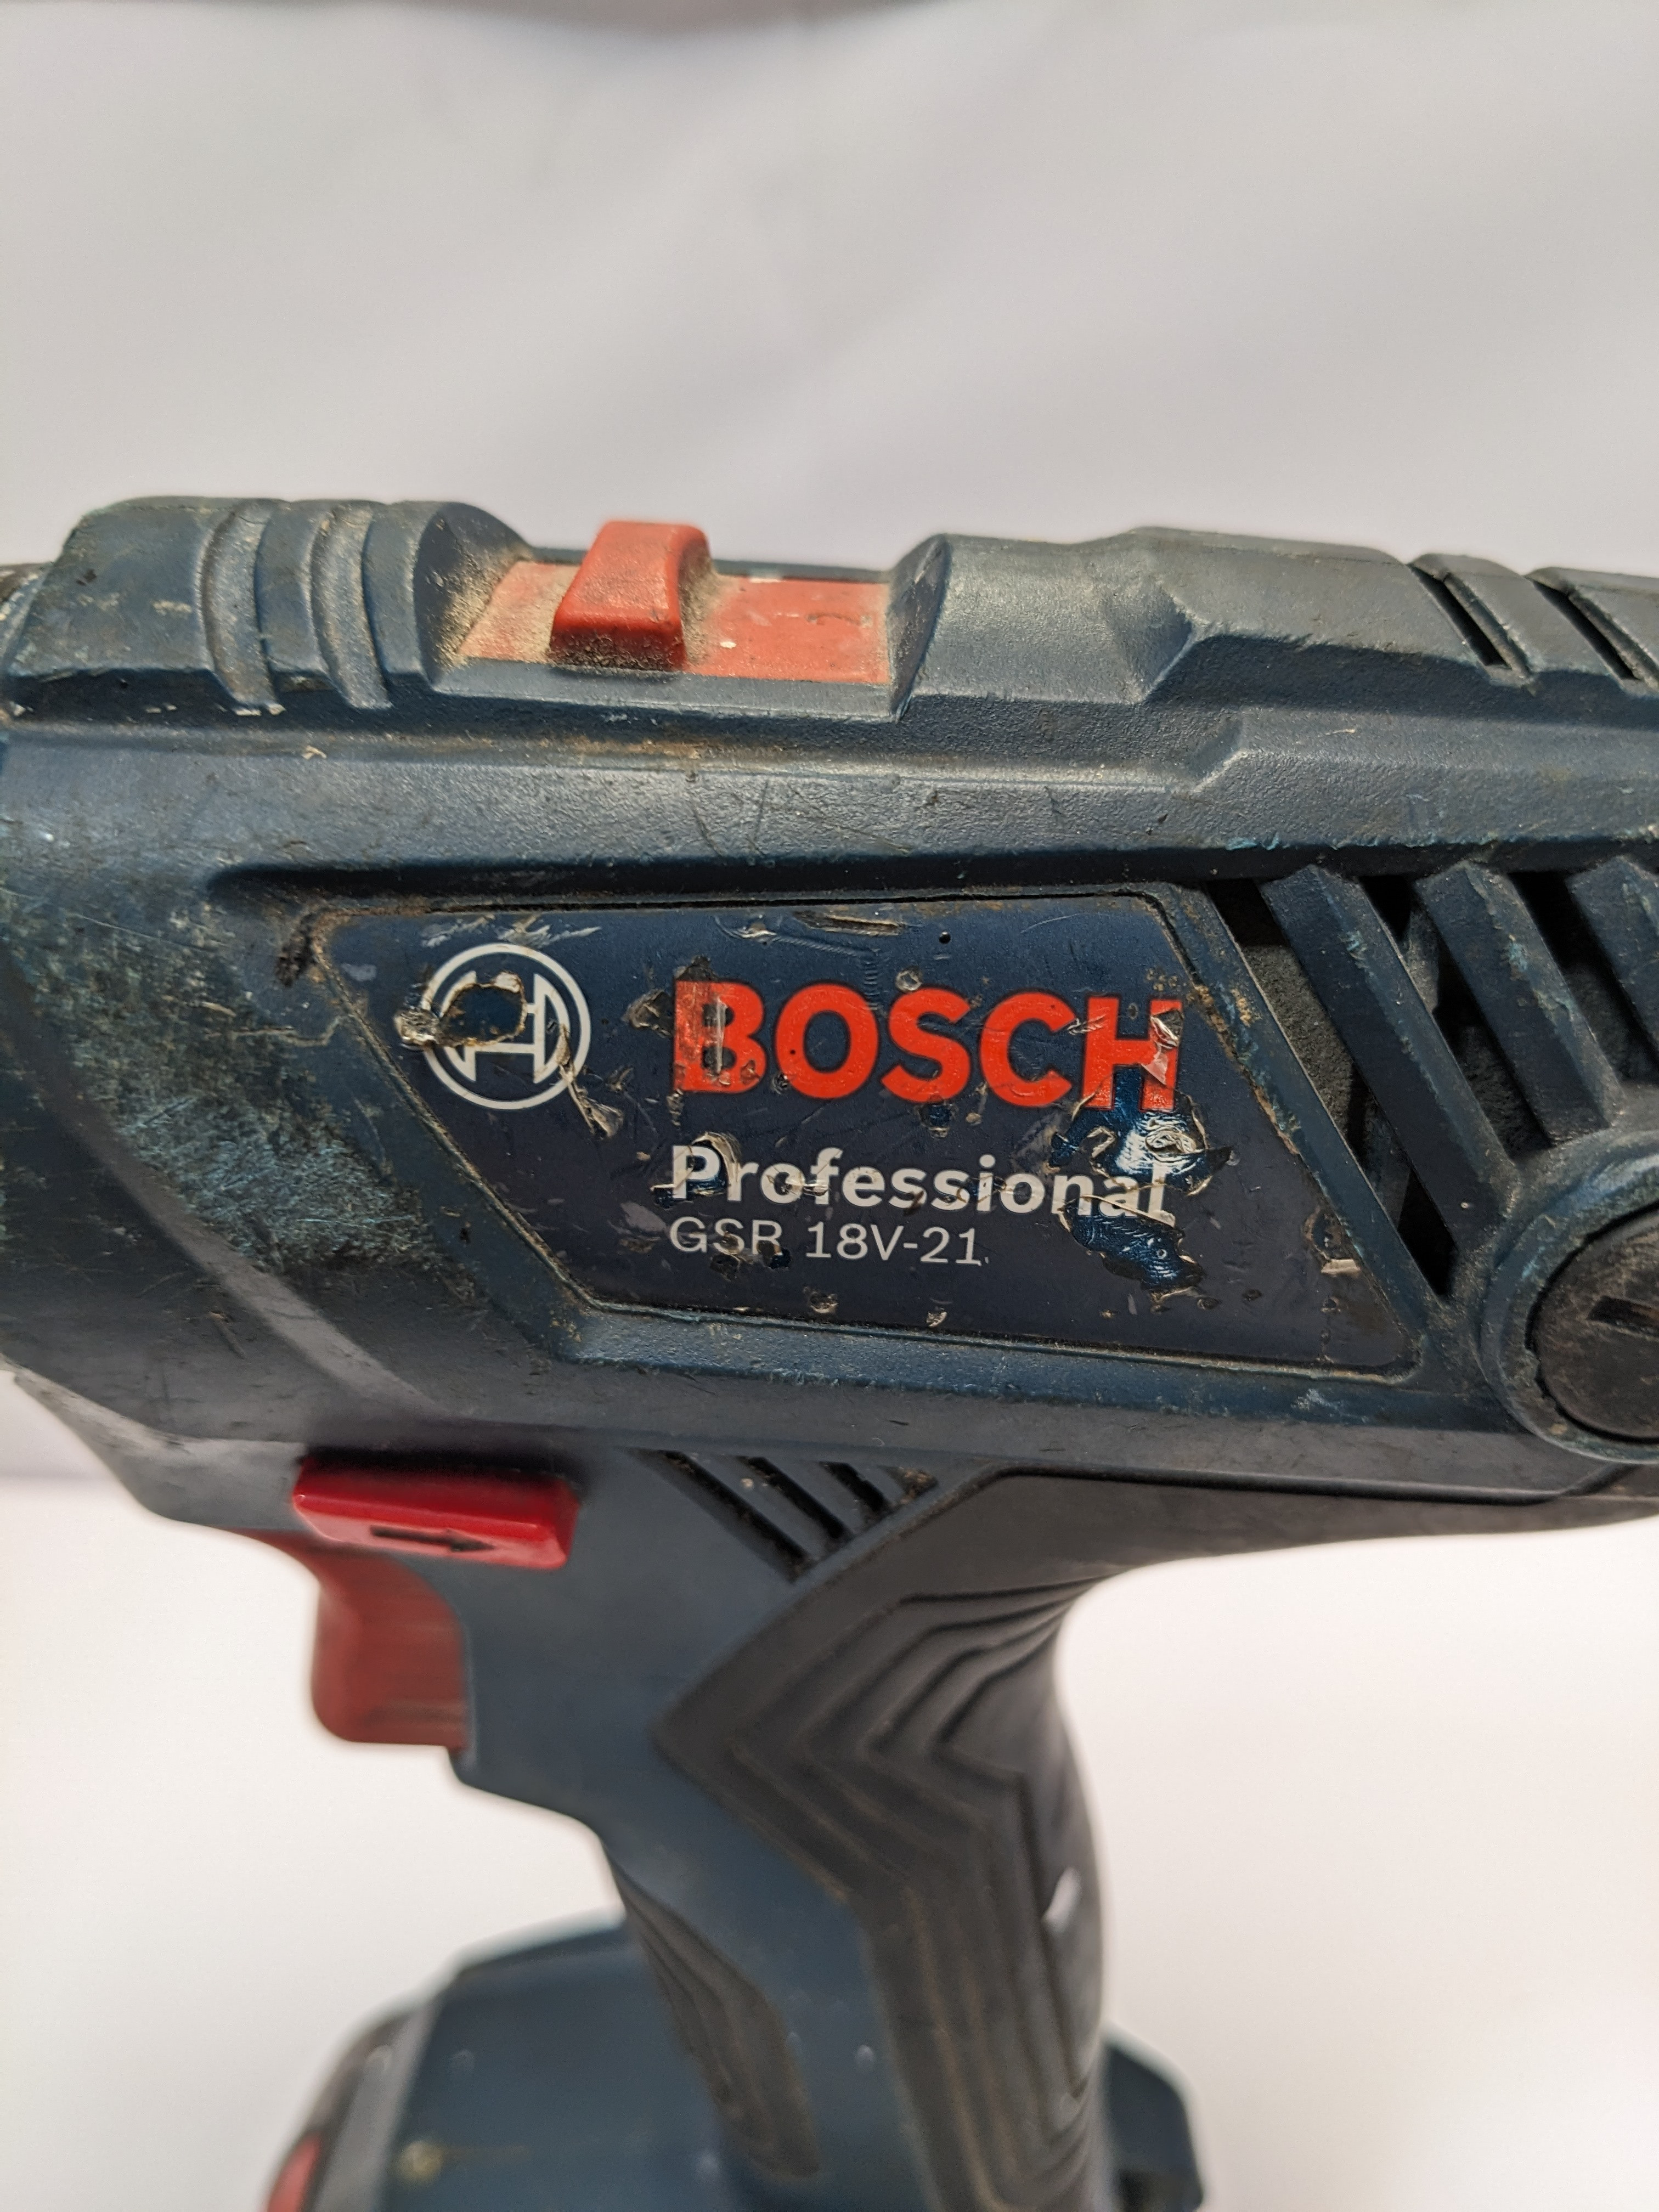 BOSCH
Professional
GSR 18V-21